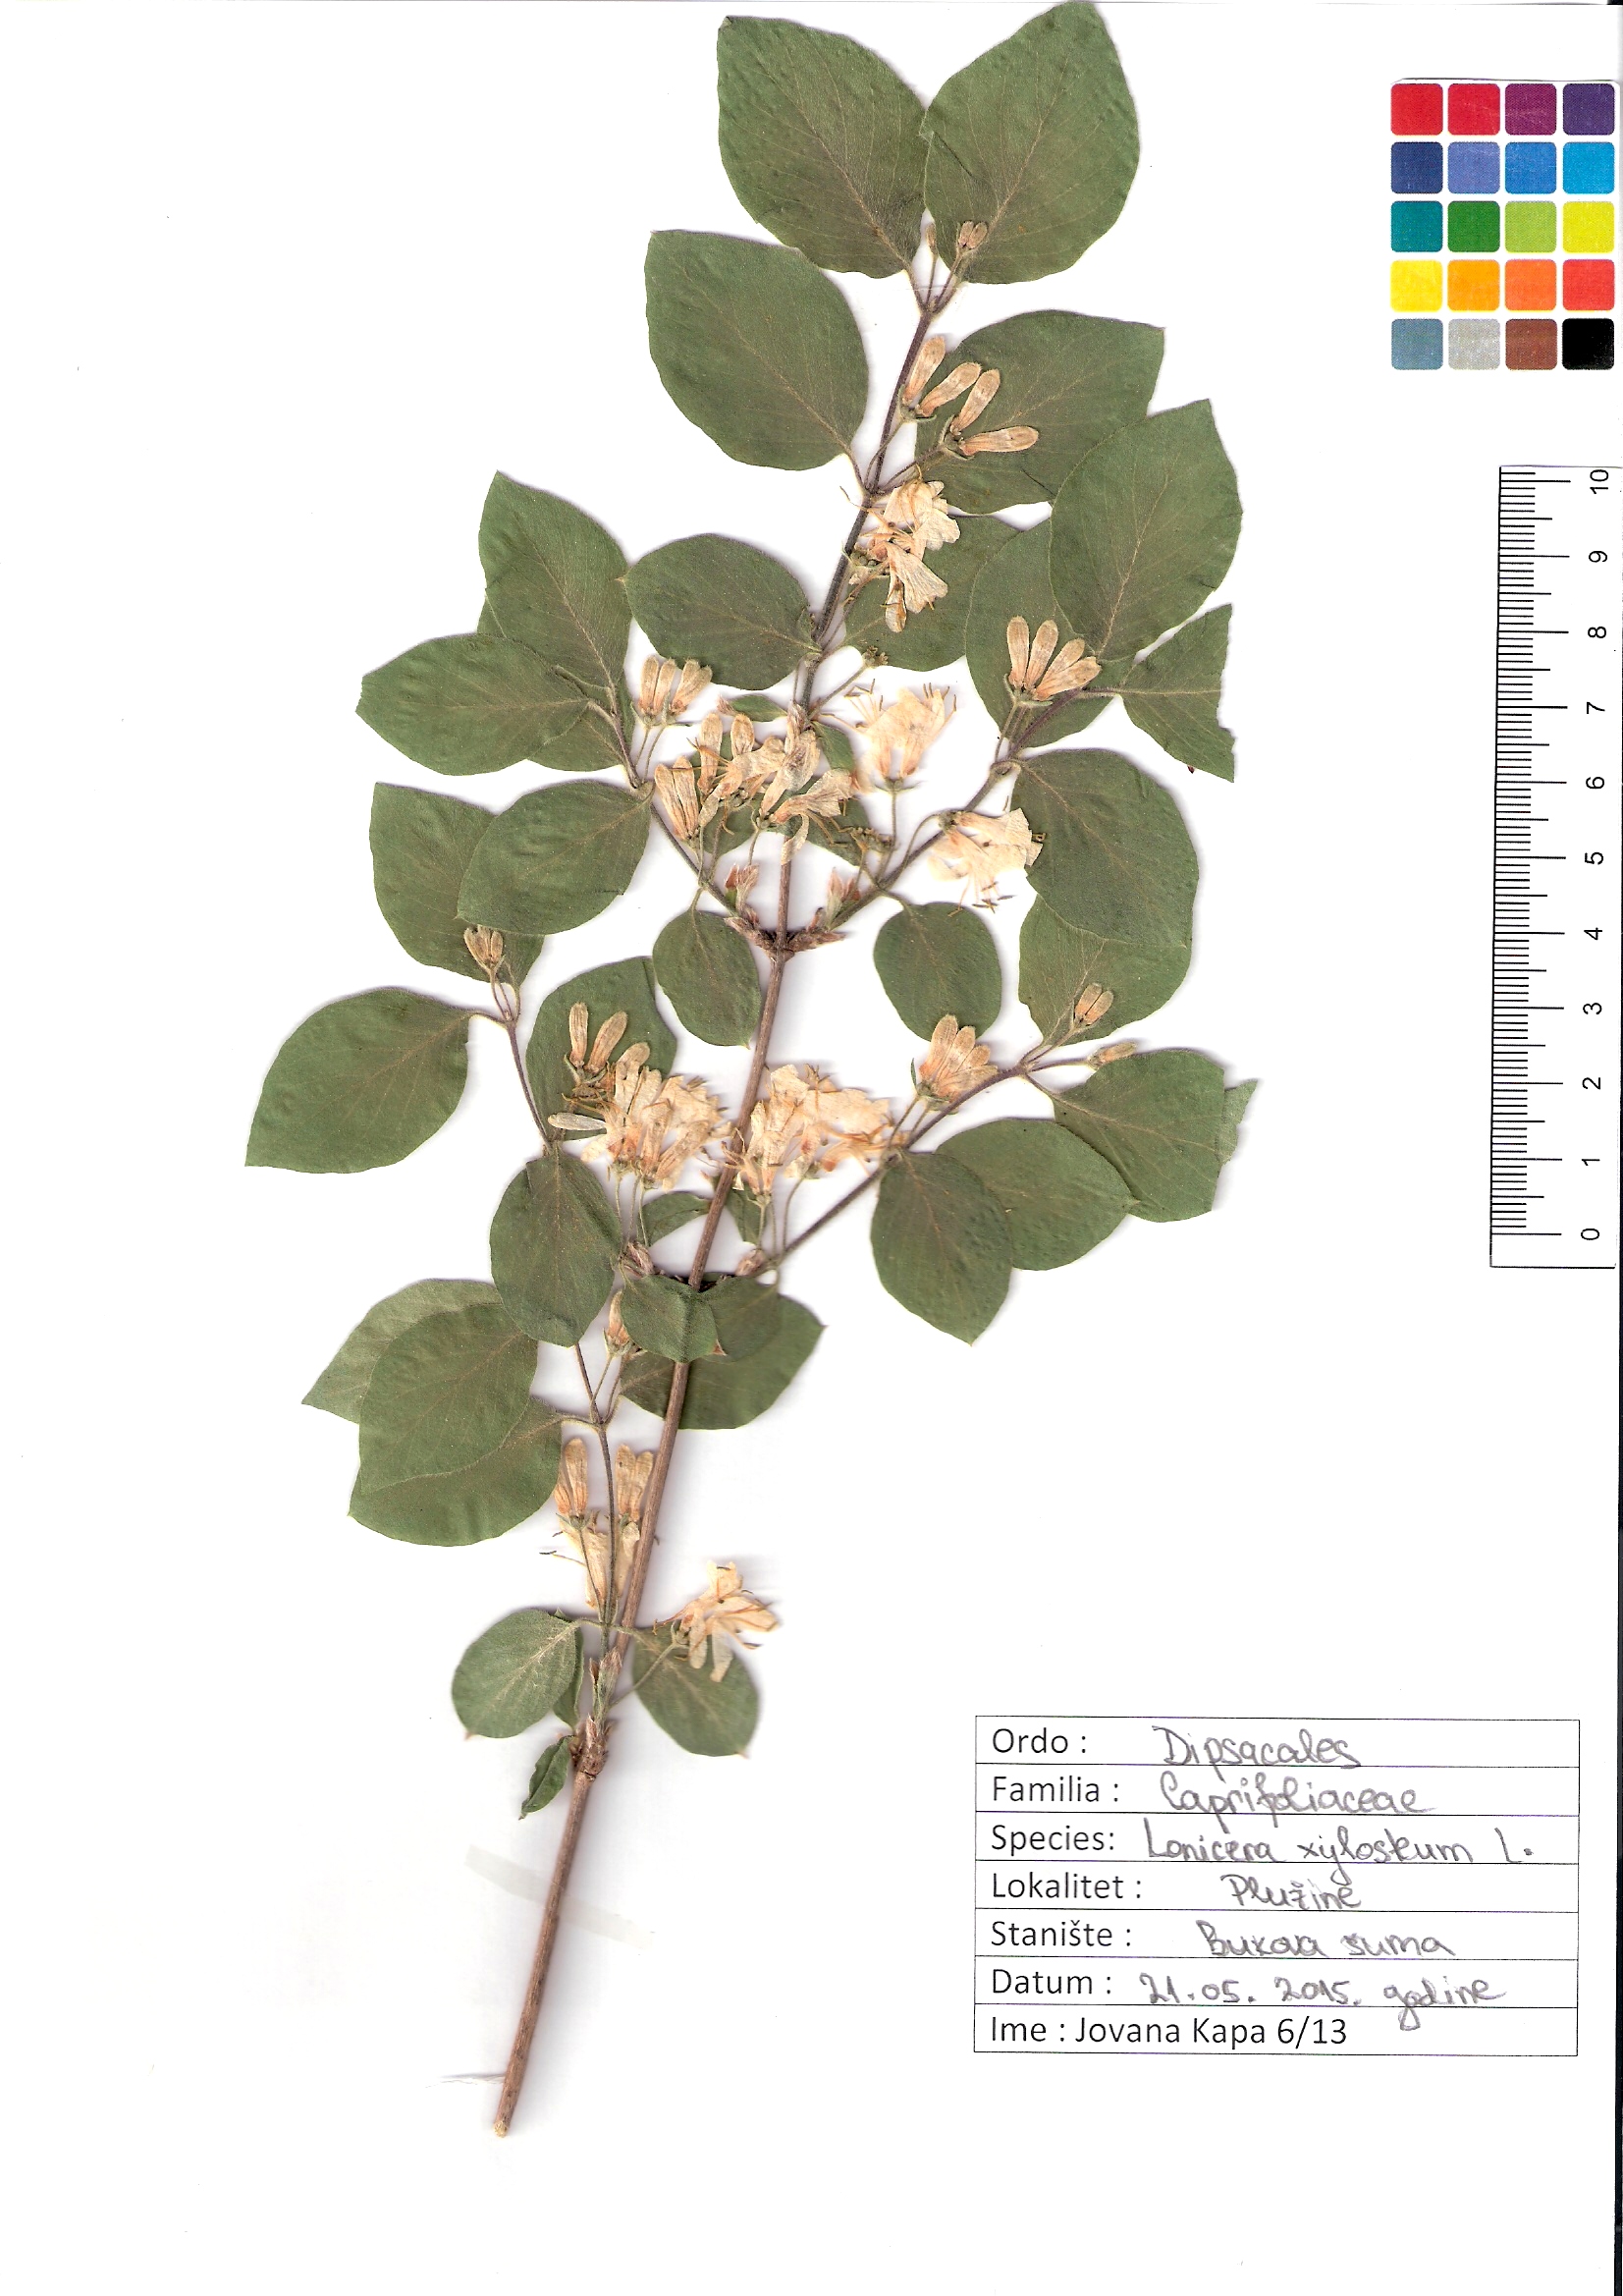 10
9
8
7
6
5
4
3
2
1
0
Ordo : Dipsacales
Familia : Caprifoliaceae
Species: Lonicera xylosteum L.
Lokalitet : Plužine
Stanište : Bukova šuma
Datum : 21.05. 2015. godine
Ime : Jovana Kapa 6/13